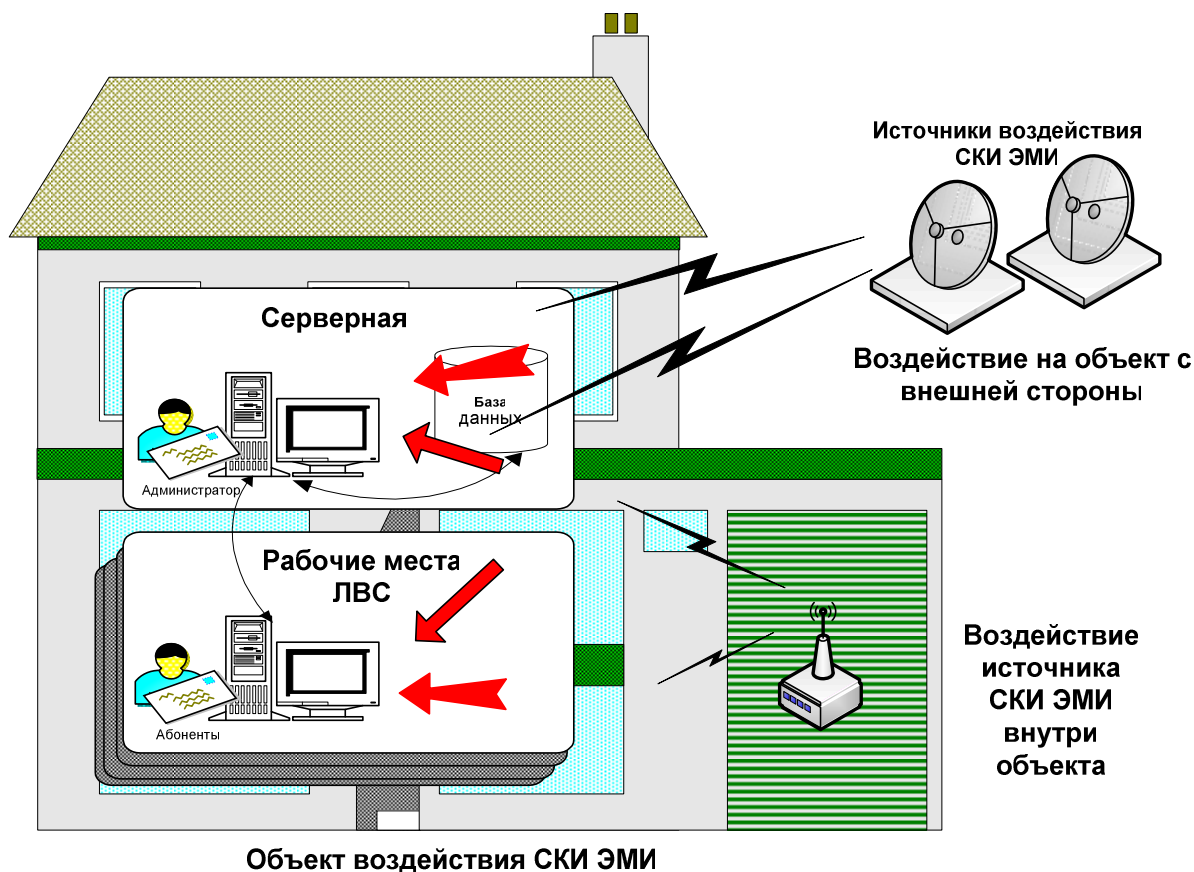 Источники воздействия
СКИ ЭМИ
Воздействие на объект с
внешней стороны
Серверная
База
данных
Администратор
Рабочие места
ЛВС
Абоненты
Воздействие
источника
СКИ ЭМИ
внутри
объекта
Объект воздействия СКИ ЭМИ